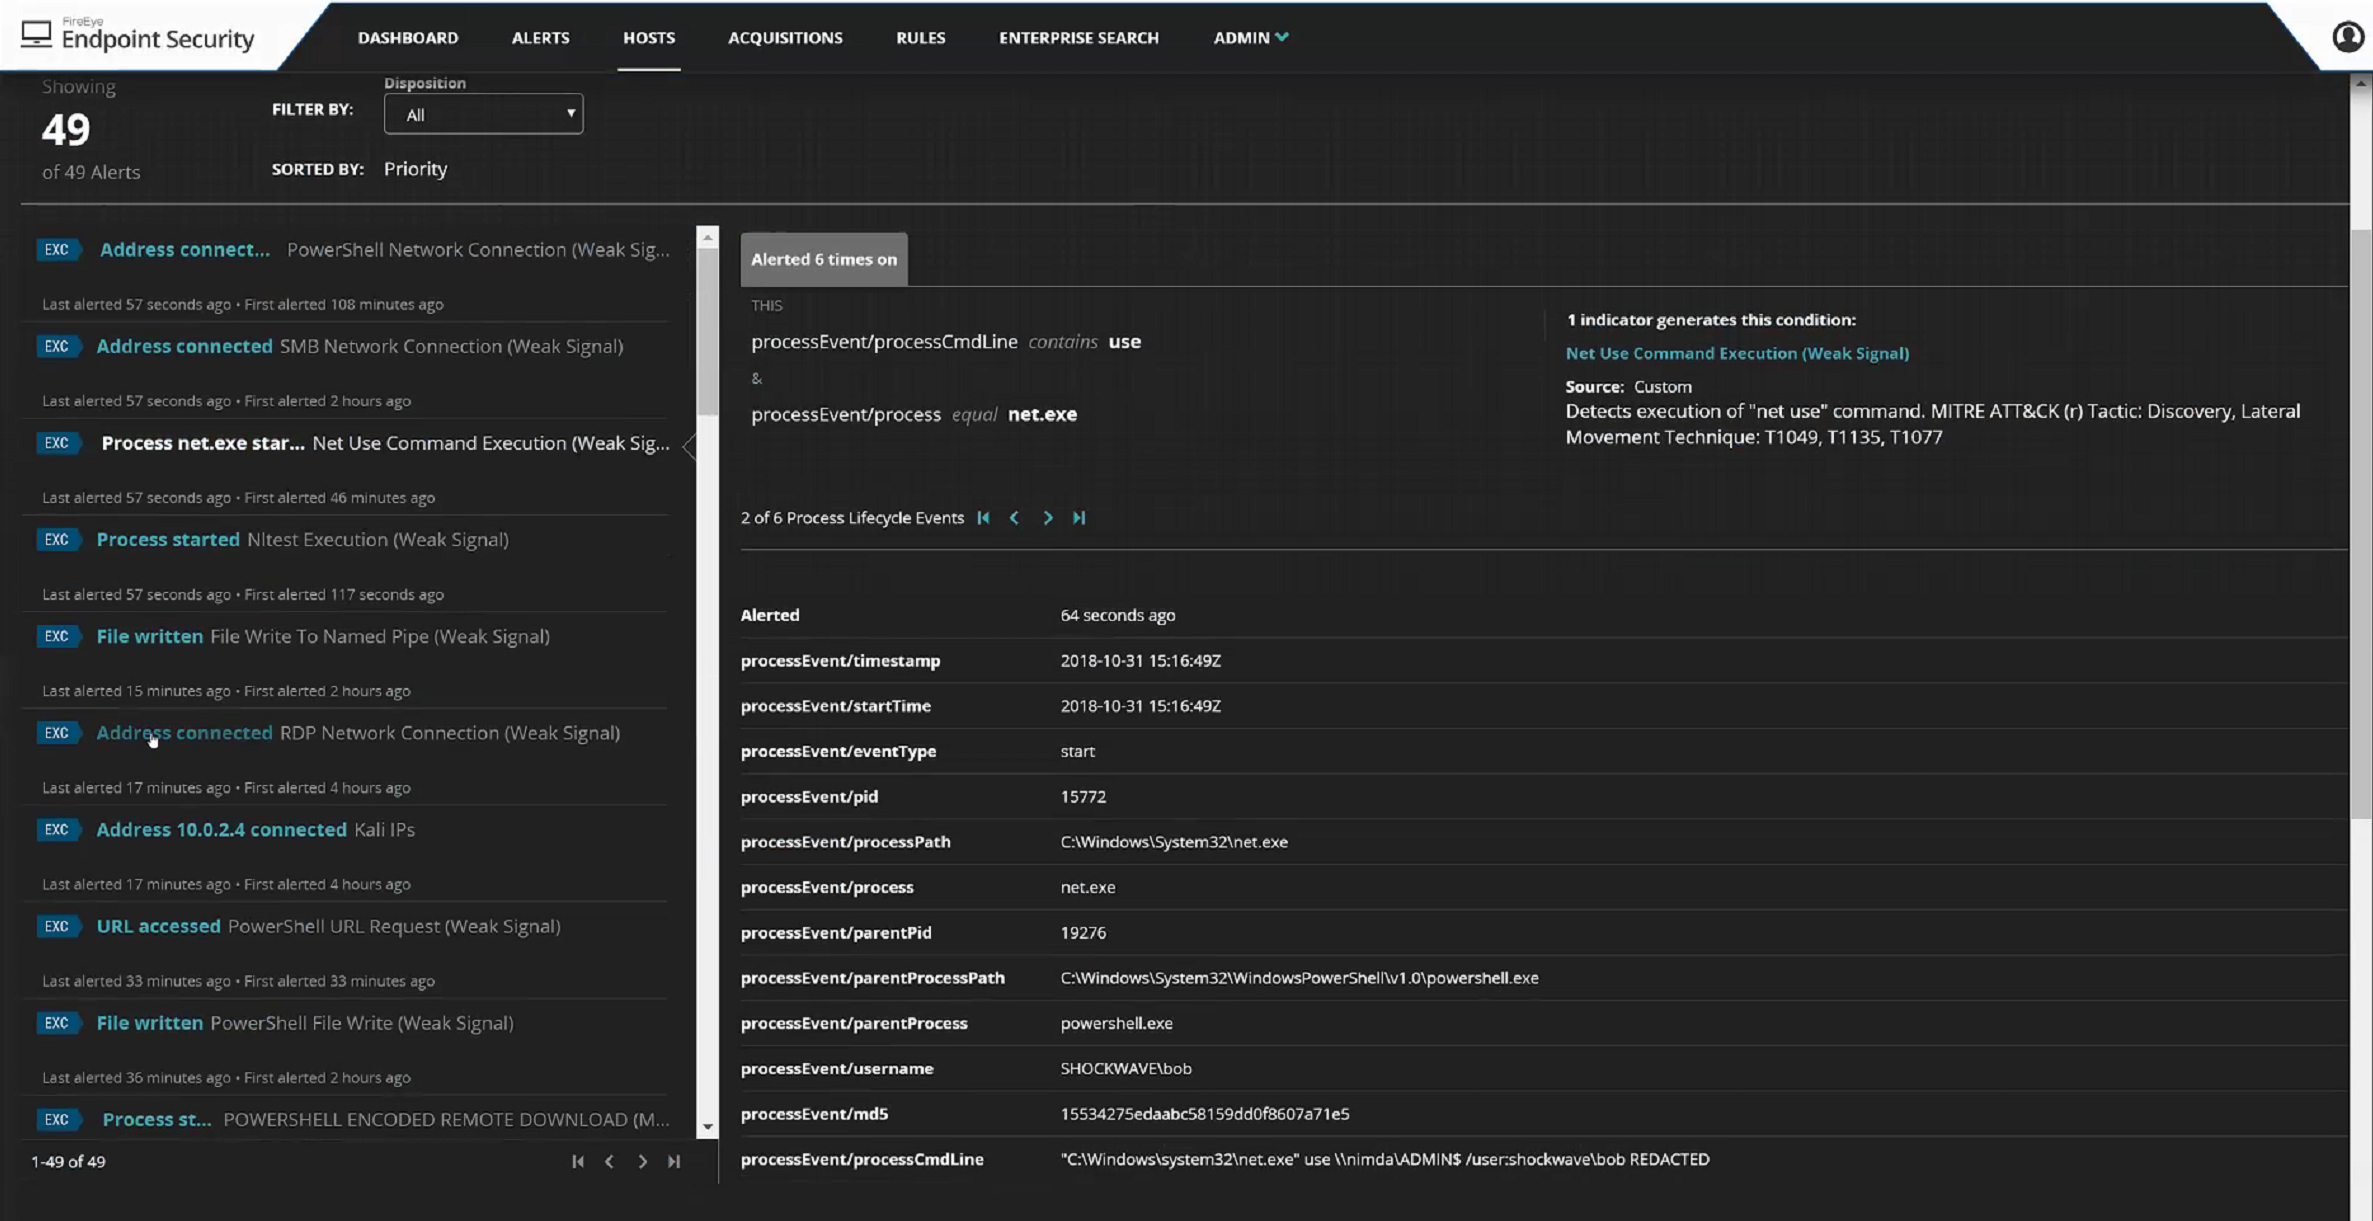 FireEye
Endpoint Security
DASHBOARD ALERTS HOSTS ACQUISITIONS RULES ENTERPRISE SEARCH ADMIN
Showing
49
of 49 Alerts
FILTER BY:
Disposition
All
SORTED BY: Priority
EXC Address connect... PowerShell Network Connection (Weak Sig...
Last alerted 57 seconds ago • First alerted 108 minutes ago
EXC Address connected SMB Network Connection (Weak Signal)
Last alerted 57 seconds ago • First alerted 2 hours ago
EXC Process net.exe star... Net Use Command Execution (Weak Sig...
Last alerted 57 seconds ago • First alerted 46 minutes ago
EXC Process started Nltest Execution (Weak Signal)
Last alerted 57 seconds ago • First alerted 117 seconds ago
EXC File written File Write To Named Pipe (Weak Signal)
Last alerted 15 minutes ago • First alerted 2 hours ago
EXC Address connected RDP Network Connection (Weak Signal)
Last alerted 17 minutes ago • First alerted 4 hours ago
EXC Address 10.0.2.4 connected Kali IPs
Last alerted 17 minutes ago • First alerted 4 hours ago
EXC URL accessed PowerShell URL Request (Weak Signal)
Last alerted 33 minutes ago • First alerted 33 minutes ago
EXC File written PowerShell File Write (Weak Signal)
Last alerted 36 minutes ago • First alerted 2 hours ago
EXC Process st... POWERSHELL ENCODED REMOTE DOWNLOAD (M...
1-49 of 49
Alerted 6 times on
THIS
processEvent/processCmdLine contains use
&
processEvent/process equal net.exe
1 indicator generates this condition:
Net Use Command Execution (Weak Signal)
Source: Custom
Detects execution of "net use" command. MITRE ATT&CK (r) Tactic: Discovery, Lateral
Movement Technique: T1049, T1135, T1077
2 of 6 Process Lifecycle Events
Alerted 64 seconds ago
processEvent/timestamp 2018-10-31 15:16:49Z
processEvent/startTime 2018-10-31 15:16:49Z
processEvent/eventType start
processEvent/pid 15772
processEvent/processPath C:\Windows\System32\net.exe
processEvent/process net.exe
processEvent/parentPid 19276
processEvent/parentProcessPath C:\Windows\System32\WindowsPowerShell\v1.0\powershell.exe
processEvent/parentProcess powershell.exe
processEvent/username SHOCKWAVE\bob
processEvent/md5 15534275edaabc58159dd0f8607a71e5
processEvent/processCmdLine "C:\Windows\system32\net.exe" use \\nimda\ADMIN$ /user:shockwave\bob REDACTED